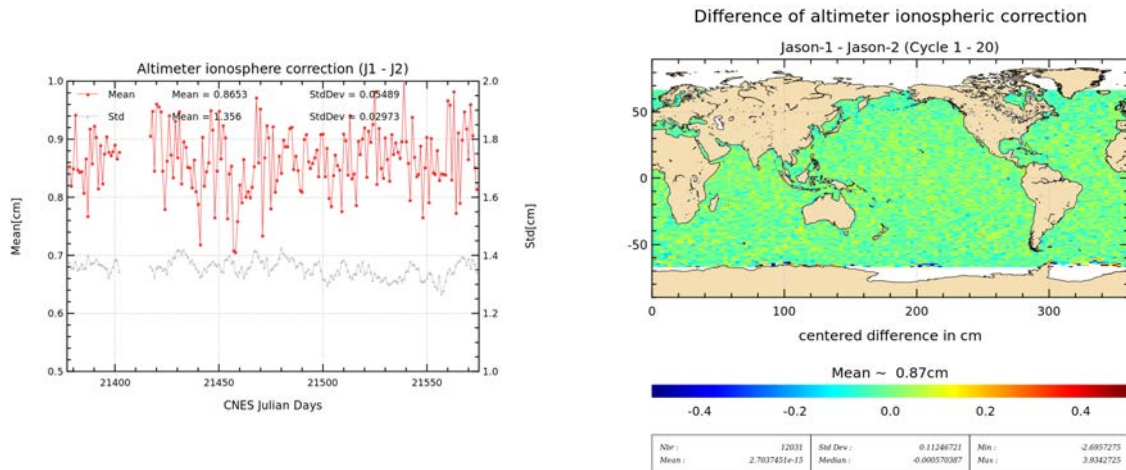 Altimeter ionosphere correction (J1 - J2)
Mean Mean = 0.8653 StdDev = 0.05489
Std Mean = 1.356 StdDev = 0.02973
Mean[cm]
1.0
0.9
0.8
0.7
0.6
0.5
Std[cm]
2.0
1.8
1.6
1.4
1.2
1.0
21400 21450 21500 21550
CNES Julian Days
Difference of altimeter ionospheric correction
Jason-1 - Jason-2 (Cycle 1 - 20)
50
0
-50
0 100 200 300
centered difference in cm
Mean ~ 0.87cm
-0.4 -0.2 0.0 0.2 0.4
Nbr : 12031 Std Dev : 0.11246721 Min : -2.6957275
Mean : 2.7037451e-15 Median : -0.000570387 Max : 3.9342725